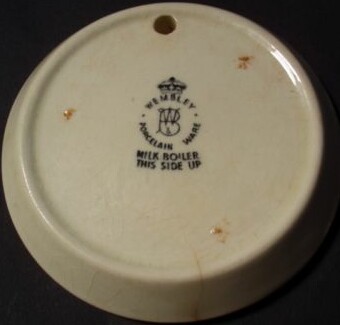 WEMBLEY
PORCELAIN WARE
MILK BOILER
THIS SIDE UP